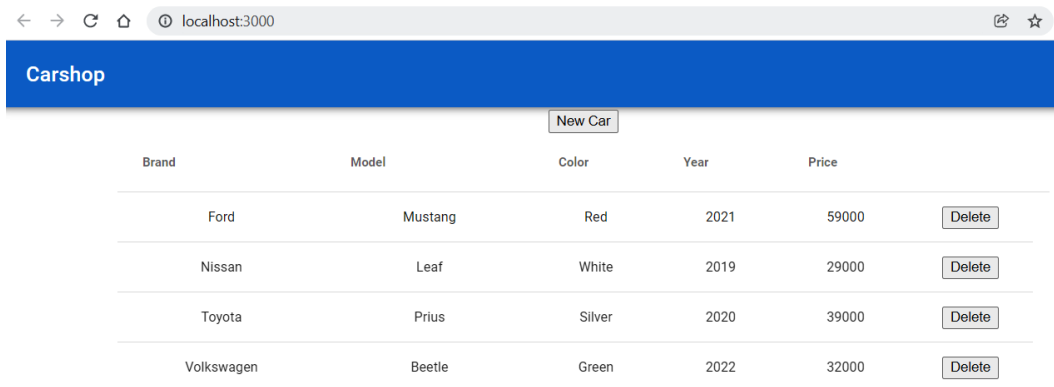 localhost:3000
Carshop
New Car
Brand Model Color Year Price
Ford Mustang Red 2021 59000 Delete
Nissan Leaf White 2019 29000 Delete
Toyota Prius Silver 2020 39000 Delete
Volkswagen Beetle Green 2022 32000 Delete